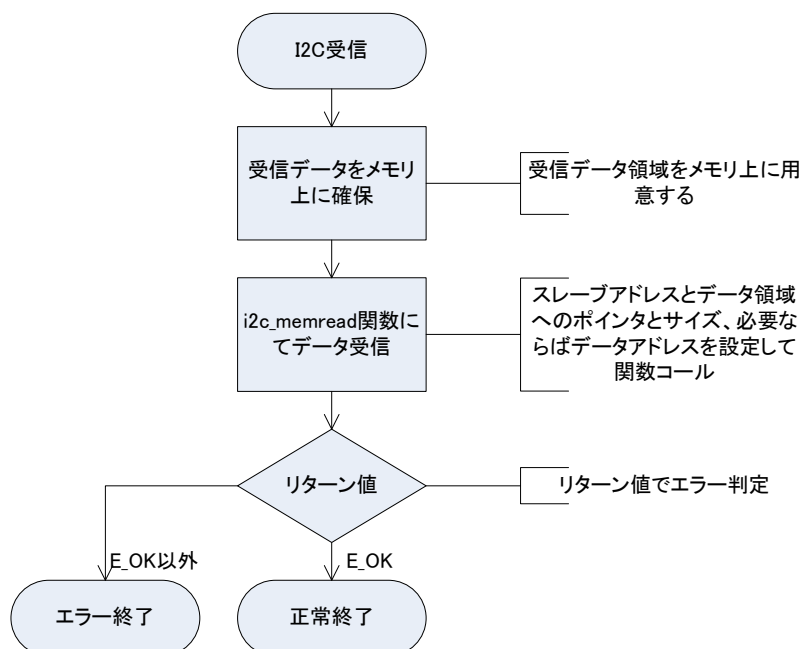 I2C受信
受信データをメモリ
上に確保
受信データ領域をメモリ上に用
意する
i2c_memread関数に
てデータ受信
スレーブアドレスとデータ領域
へのポインタとサイズ、必要な
らばデータアドレスを設定して
関数コール
リターン値
リターン値でエラー判定
E_OK以外
E_OK
エラー終了
正常終了